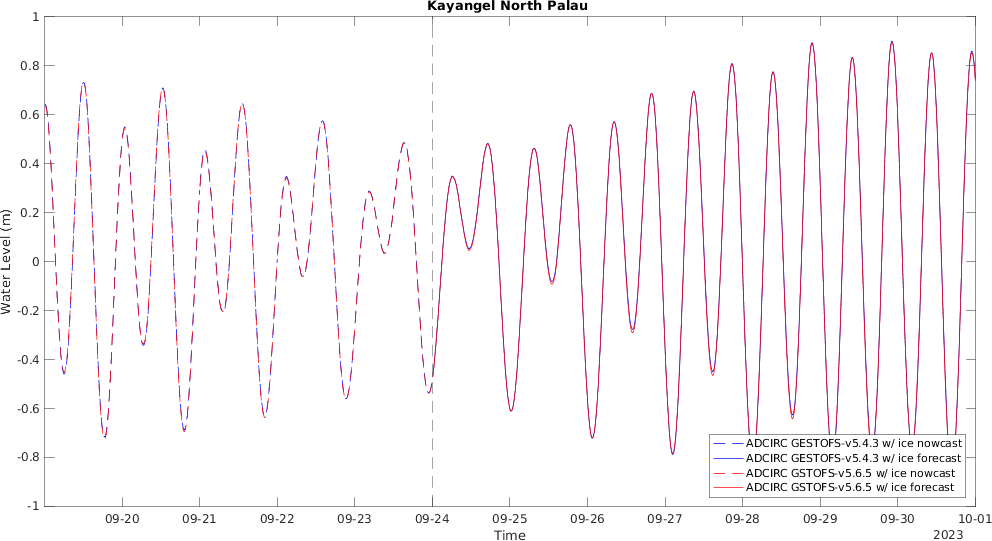 Kayangel North Palau
Water Level (m)
1
0.8
0.6
0.4
0.2
0
-0.2
-0.4
-0.6
-0.8
-1
ADCIRC GESTOFS-v5.4.3 w/ ice nowcast
ADCIRC GESTOFS-v5.4.3 w/ ice forecast
ADCIRC GSTOFS-v5.6.5 w/ ice nowcast
ADCIRC GSTOFS-v5.6.5 w/ ice forecast
09-20 09-21 09-22 09-23 09-24 09-25 09-26 09-27 09-28 09-29 09-30 10-01
Time
2023